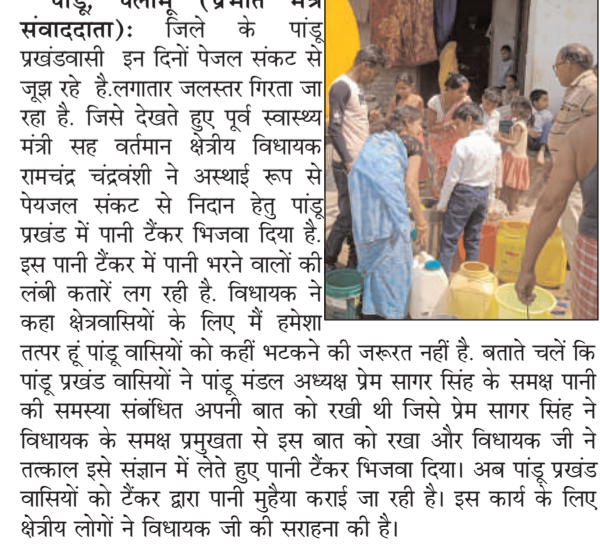 पांडू, पलामू (प्रभात मंत्र
संवाददाता): जिले के पांडू
प्रखंडवासी इन दिनों पेजल संकट से
जूझ रहे है.लगातार जलस्तर गिरता जा
रहा है. जिसे देखते हुए पूर्व स्वास्थ्य
मंत्री सह वर्तमान क्षेत्रीय विधायक
रामचंद्र चंद्रवंशी ने अस्थाई रूप से
पेयजल संकट से निदान हेतु पांडू
प्रखंड में पानी टैंकर भिजवा दिया है.
इस पानी टैंकर में पानी भरने वालों की
लंबी कतारें लग रही है. विधायक ने
कहा क्षेत्रवासियों के लिए मैं हमेशा
तत्पर हूं पांडू वासियों को कहीं भटकने की जरूरत नहीं है. बताते चलें कि
पांडू प्रखंड वासियों ने पांडू मंडल अध्यक्ष प्रेम सागर सिंह के समक्ष पानी
की समस्या संबंधित अपनी बात को रखी थी जिसे प्रेम सागर सिंह ने
विधायक के समक्ष प्रमुखता से इस बात को रखा और विधायक जी ने
तत्काल इसे संज्ञान में लेते हुए पानी टैंकर भिजवा दिया। अब पांडू प्रखंड
वासियों को टैंकर द्वारा पानी मुहैया कराई जा रही है। इस कार्य के लिए
क्षेत्रीय लोगों ने विधायक जी की सराहना की है।